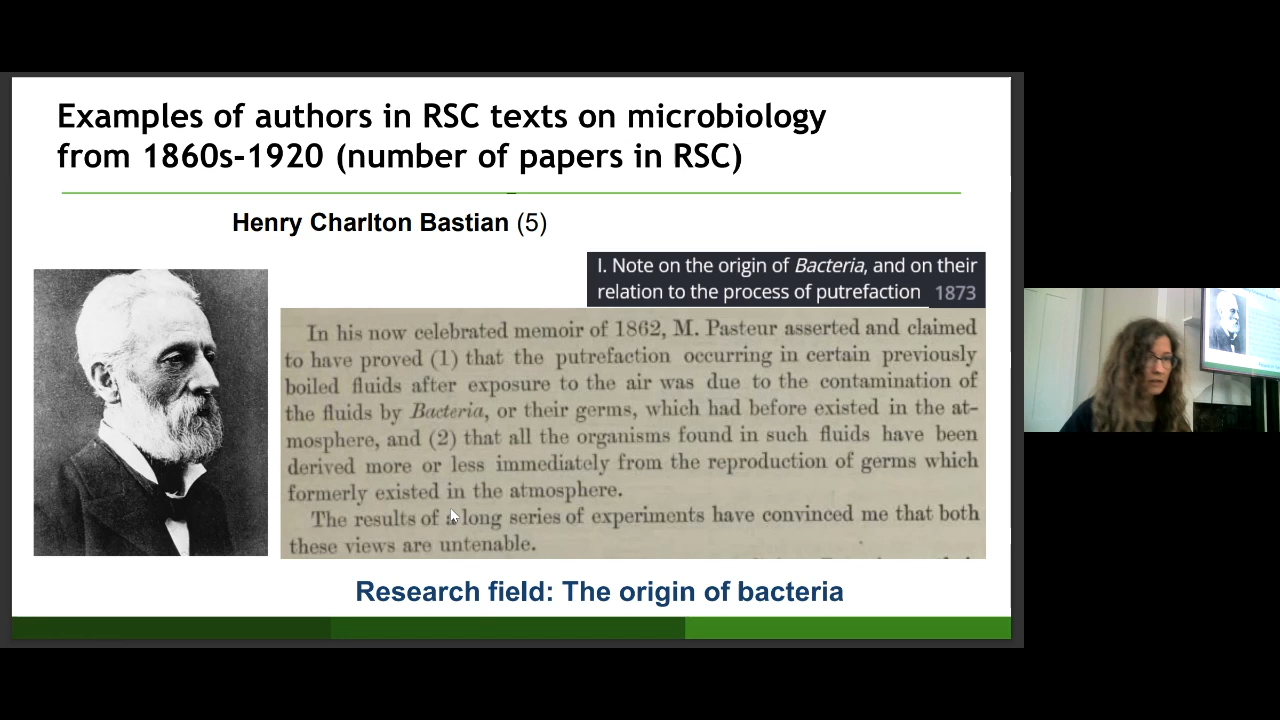 Examples of authors in RSC texts on microbiology
from 1860s-1920 (number of papers in RSC)
Henry Charlton Bastian (5)
I. Note on the origin of Bacteria, and on their
relation to the process of putrefaction 1873
In his now celebrated memoir of 1862, M. Pasteur asserted and claimed
to have proved (1) that the putrefaction occurring in certain previously
boiled fluids after exposure to the air was due to the contamination of
the fluids by Bacteria, or their germs, which had before existed in the at-
mosphere, and (2) that all the organisms found in such fluids have been
derived more or less immediately from the reproduction of germs which
formerly existed in the atmosphere.
The results of a long series of experiments have convinced me that both
these views are untenable.
Research field: The origin of bacteria